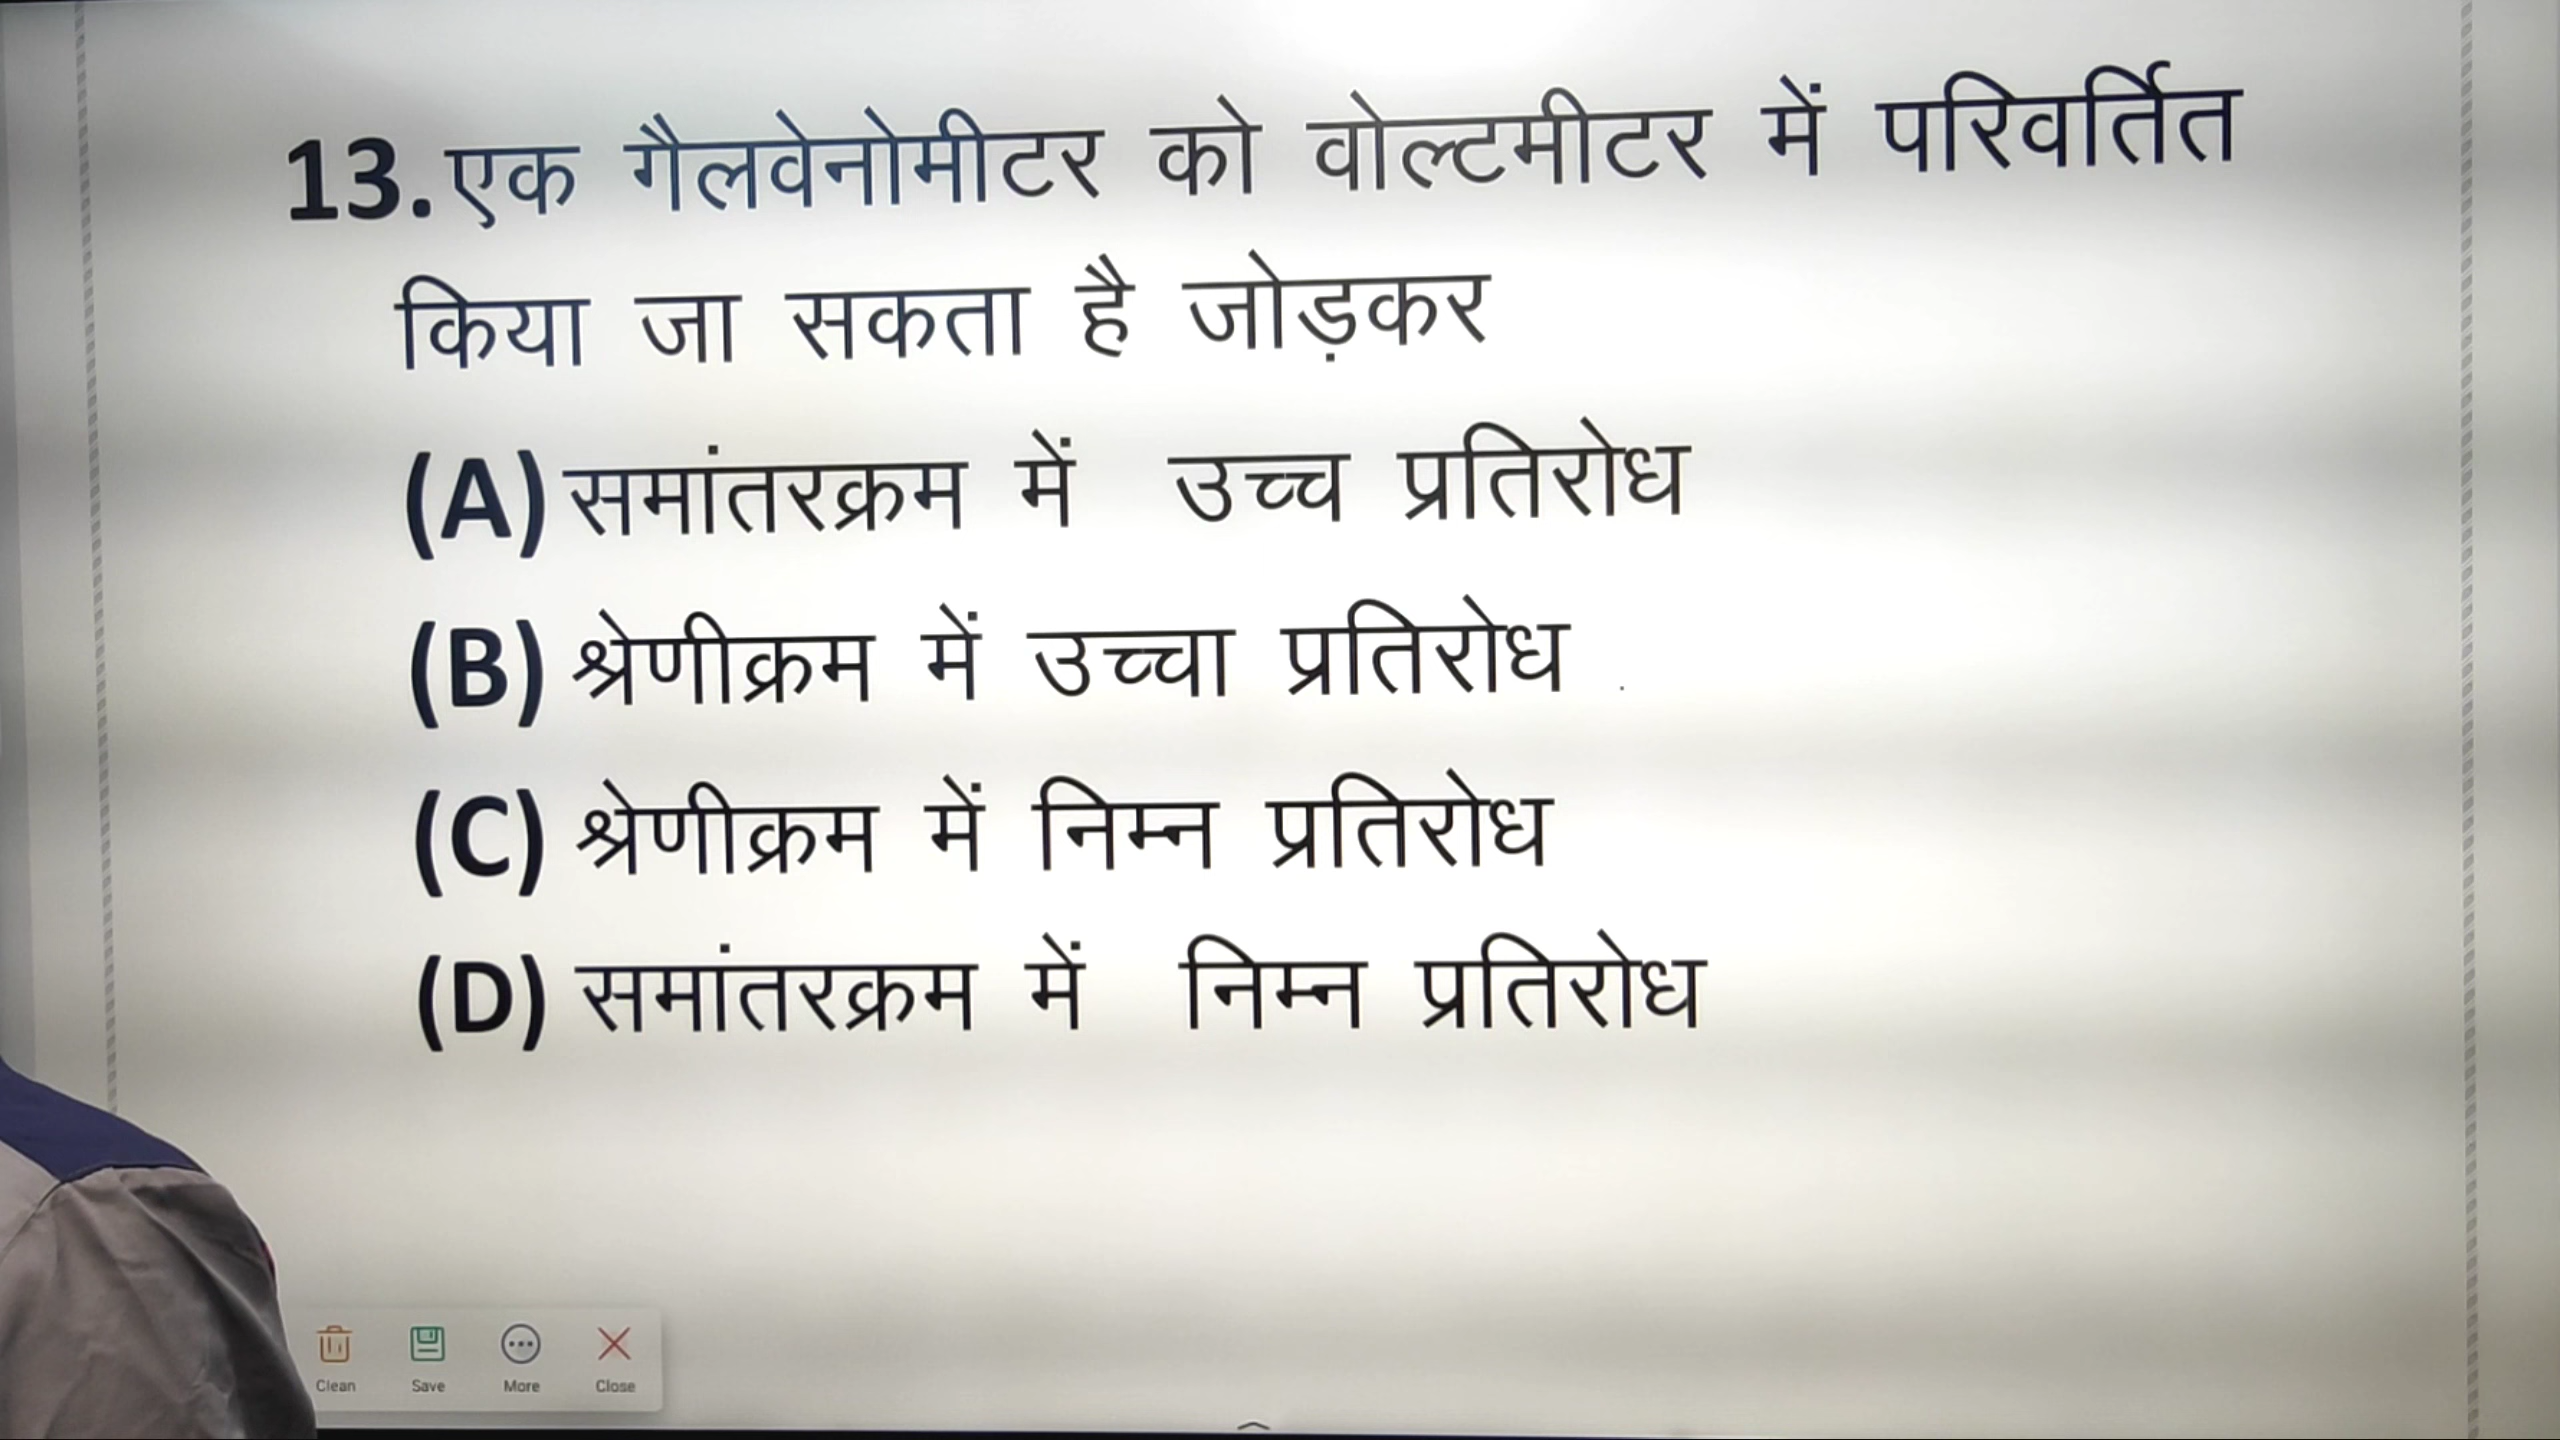 13. एक गैलवेनोमीटर को वोल्टमीटर में परिवर्तित
किया जा सकता है जोड़कर
(A) समांतरक्रम में उच्च प्रतिरोध
(B) श्रेणीक्रम में उच्चा प्रतिरोध
(C) श्रेणीक्रम में निम्न प्रतिरोध
(D) समांतरक्रम में निम्न प्रतिरोध
Clean Save More Close